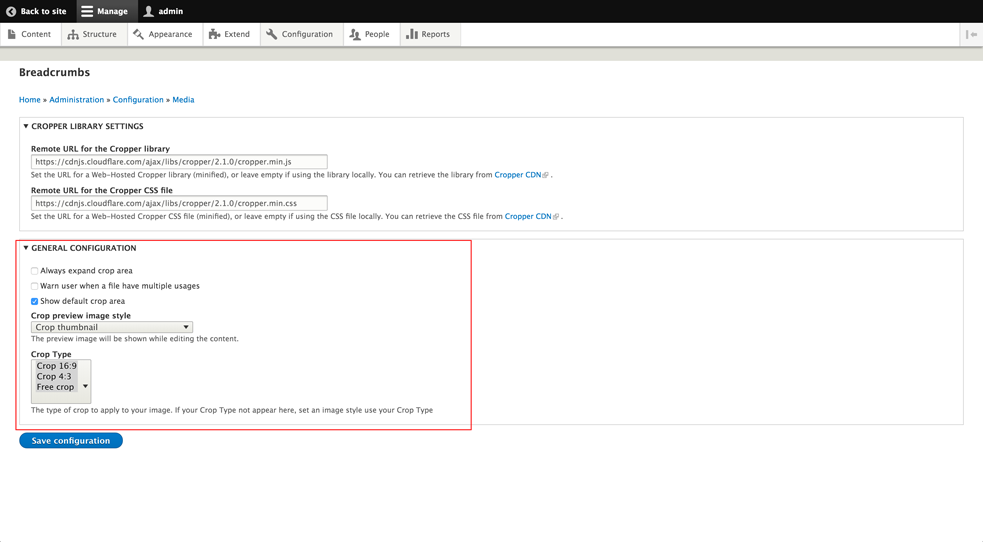 Back to site Manage admin
Content Structure Appearance Extend Configuration People Reports
Breadcrumbs
Home » Administration » Configuration » Media
CROPPER LIBRARY SETTINGS
Remote URL for the Cropper library
https://cdnjs.cloudflare.com/ajax/libs/cropper/2.1.0/cropper.min.js
Set the URL for a Web-Hosted Cropper library (minified), or leave empty if using the library locally. You can retrieve the library from Cropper CDN .
Remote URL for the Cropper CSS file
https://cdnjs.cloudflare.com/ajax/libs/cropper/2.1.0/cropper.min.css
Set the URL for a Web-Hosted Cropper CSS file (minified), or leave empty if using the CSS file locally. You can retrieve the CSS file from Cropper CDN .
GENERAL CONFIGURATION
Always expand crop area
Warn user when a file have multiple usages
Show default crop area
Crop preview image style
Crop thumbnail
The preview image will be shown while editing the content.
Crop Type
Crop 16:9
Crop 4:3
Free crop
The type of crop to apply to your image. If your Crop Type not appear here, set an image style use your Crop Type
Save configuration